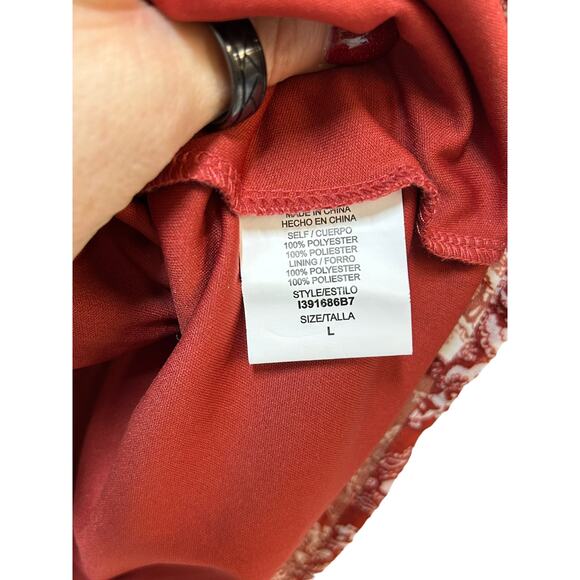 MADE IN CHINA
HECHO EN CHINA
SELF / CUERPO
100% POLYESTER
100% POLIESTER
LINING / FORRO
100% POLYESTER
100% POLIESTER
STYLE/ESTILO
I391686B7
SIZE/TALLA
L